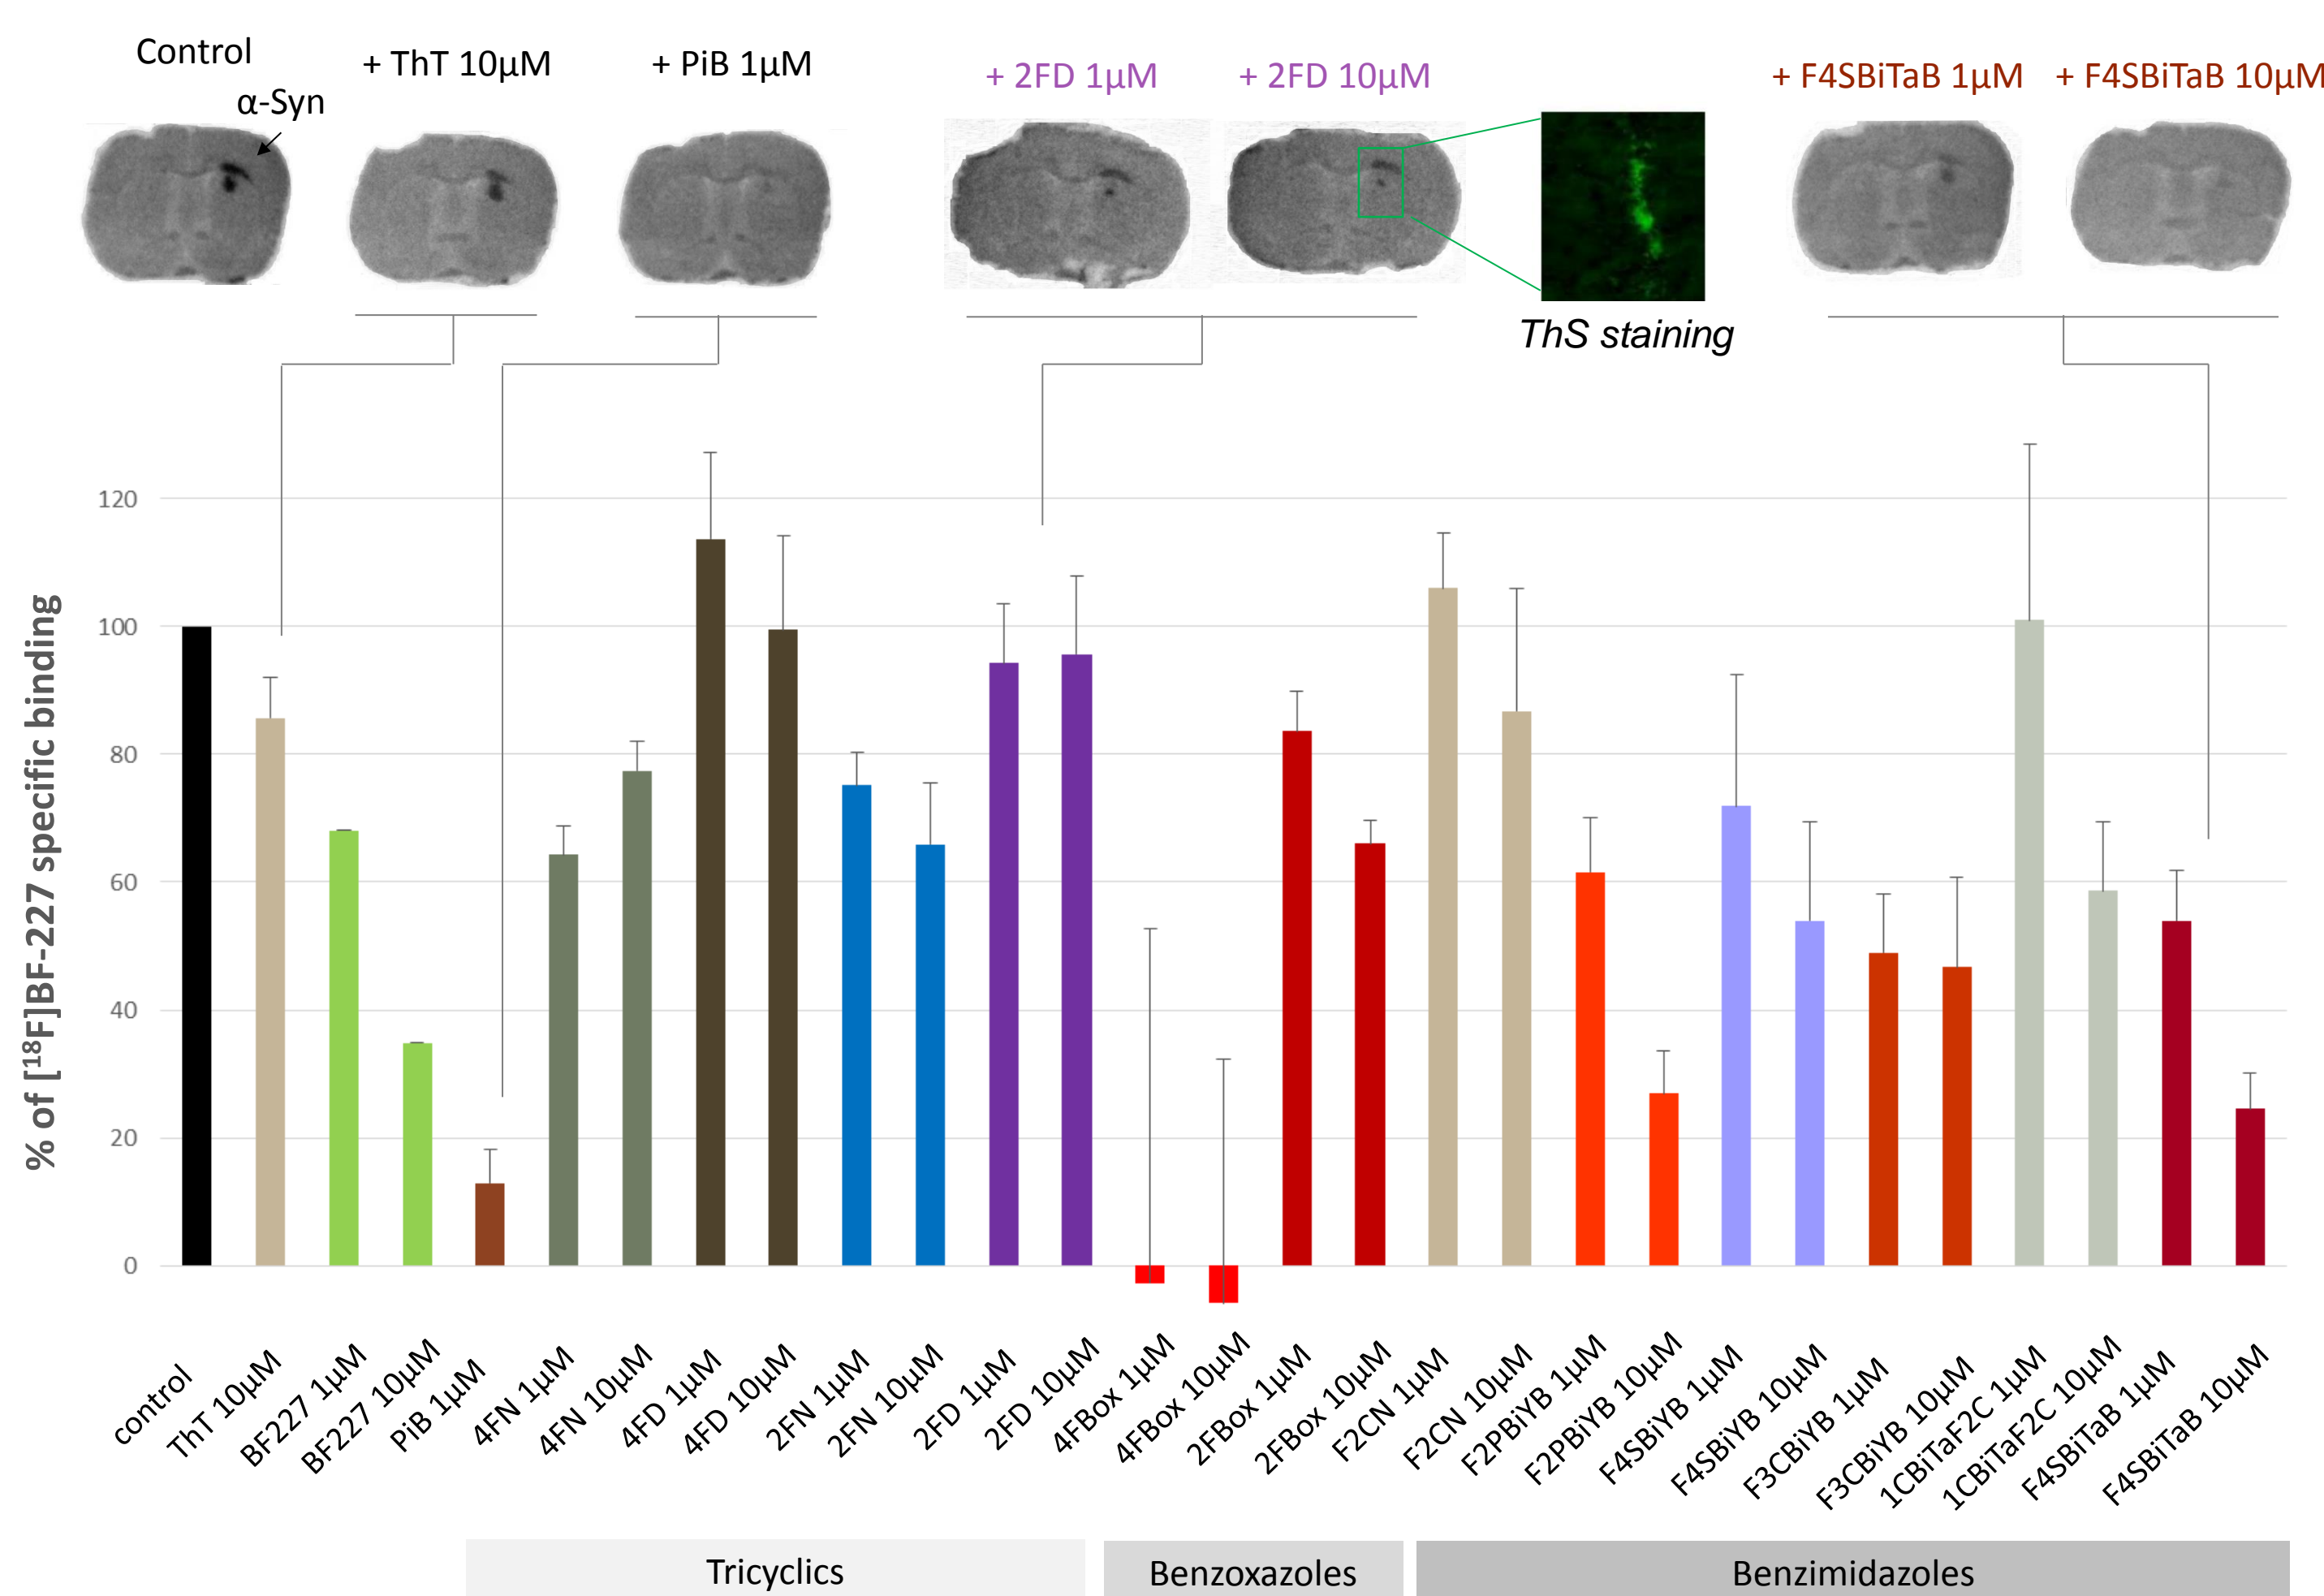 Control
α-Syn
+ ThT 10µM
+ PiB 1µM
+ 2FD 1µM
+ 2FD 10µM
+ F4SBiTaB 1µM
+ F4SBiTaB 10µM
ThS staining
% of [¹⁸F]BF-227 specific binding
120
100
80
60
40
20
0
control
ThT 10µM
BF227 1µM
BF227 10µM
PiB 1µM
4FN 1µM
4FN 10µM
4FD 1µM
4FD 10µM
2FN 1µM
2FN 10µM
2FD 1µM
2FD 10µM
4FBox 1µM
4FBox 10µM
2FBox 1µM
2FBox 10µM
F2CN 1µM
F2CN 10µM
F2PBiYB 1µM
F2PBiYB 10µM
F4SBiYB 1µM
F4SBiYB 10µM
F3CBiYB 1µM
F3CBiYB 10µM
1CBiTaF2C 1µM
1CBiTaF2C 10µM
F4SBiTaB 1µM
F4SBiTaB 10µM
Tricyclics
Benzoxazoles
Benzimidazoles